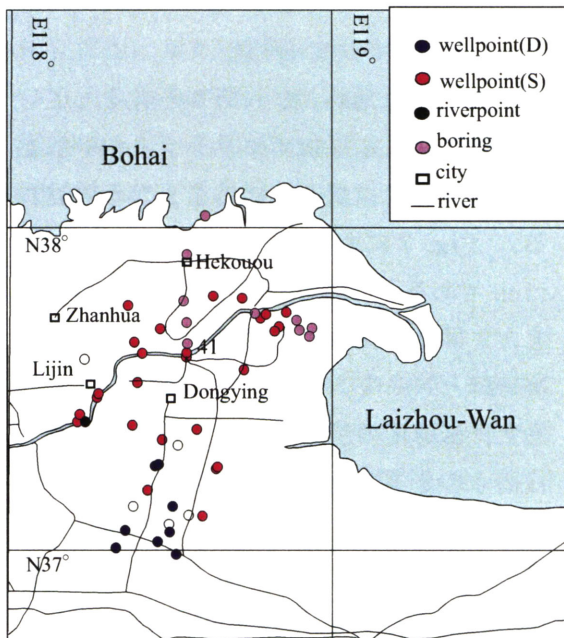 E118°
E119°
wellpoint(D)
wellpoint(S)
riverpoint
boring
city
river
Bohai
N38°
Hekouou
Zhanhua
41
Lijin
Dongying
Laizhou-Wan
N37°